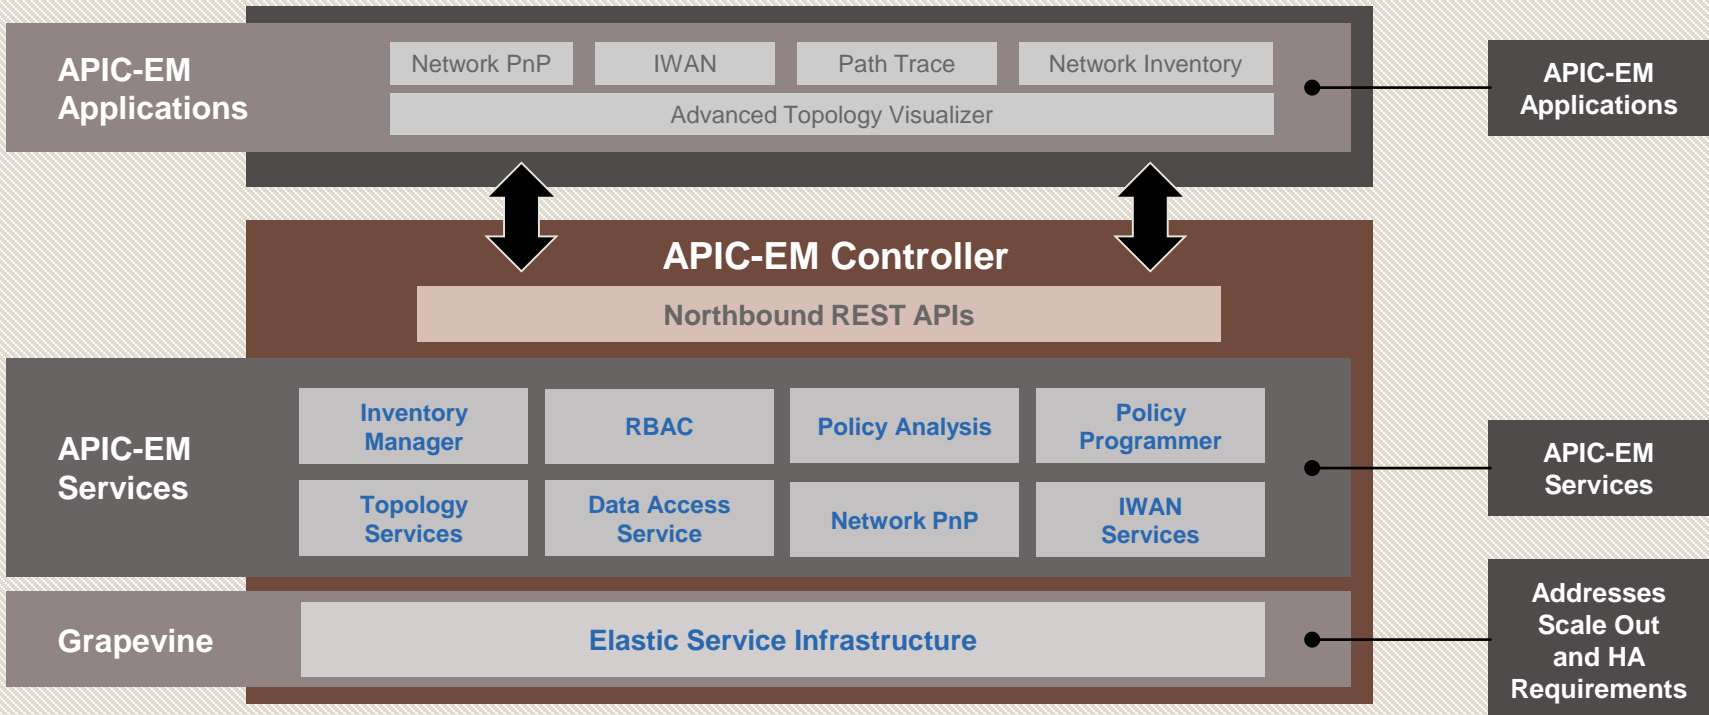 APIC-EM
Applications
Network PnP
IWAN
Path Trace
Network Inventory
Advanced Topology Visualizer
APIC-EM
Applications
APIC-EM Controller
Northbound REST APIs
APIC-EM
Services
Inventory
Manager
RBAC
Policy Analysis
Policy
Programmer
Topology
Services
Data Access
Service
Network PnP
IWAN
Services
APIC-EM
Services
Grapevine
Elastic Service Infrastructure
Addresses
Scale Out
and HA
Requirements